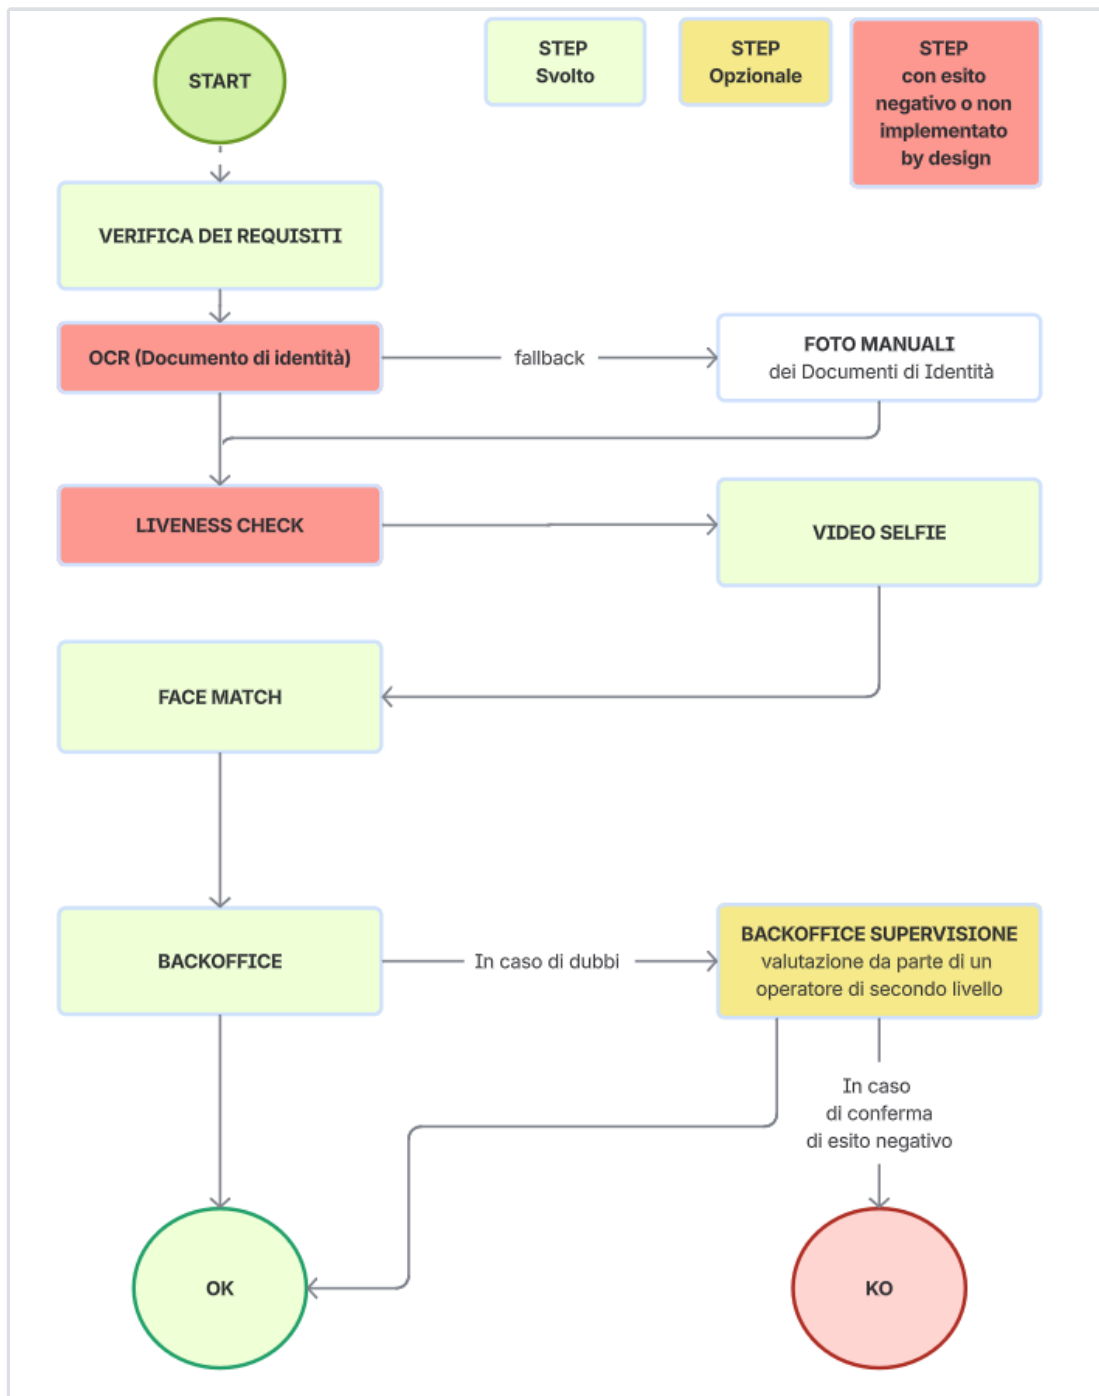 START
STEP
Svolto
STEP
Opzionale
STEP
con esito
negativo o non
implementato
by design
VERIFICA DEI REQUISITI
OCR (Documento di identità)
fallback
FOTO MANUALI
dei Documenti di Identità
LIVENESS CHECK
VIDEO SELFIE
FACE MATCH
BACKOFFICE
In caso di dubbi
BACKOFFICE SUPERVISIONE
valutazione da parte di un
operatore di secondo livello
In caso
di conferma
di esito negativo
OK
KO